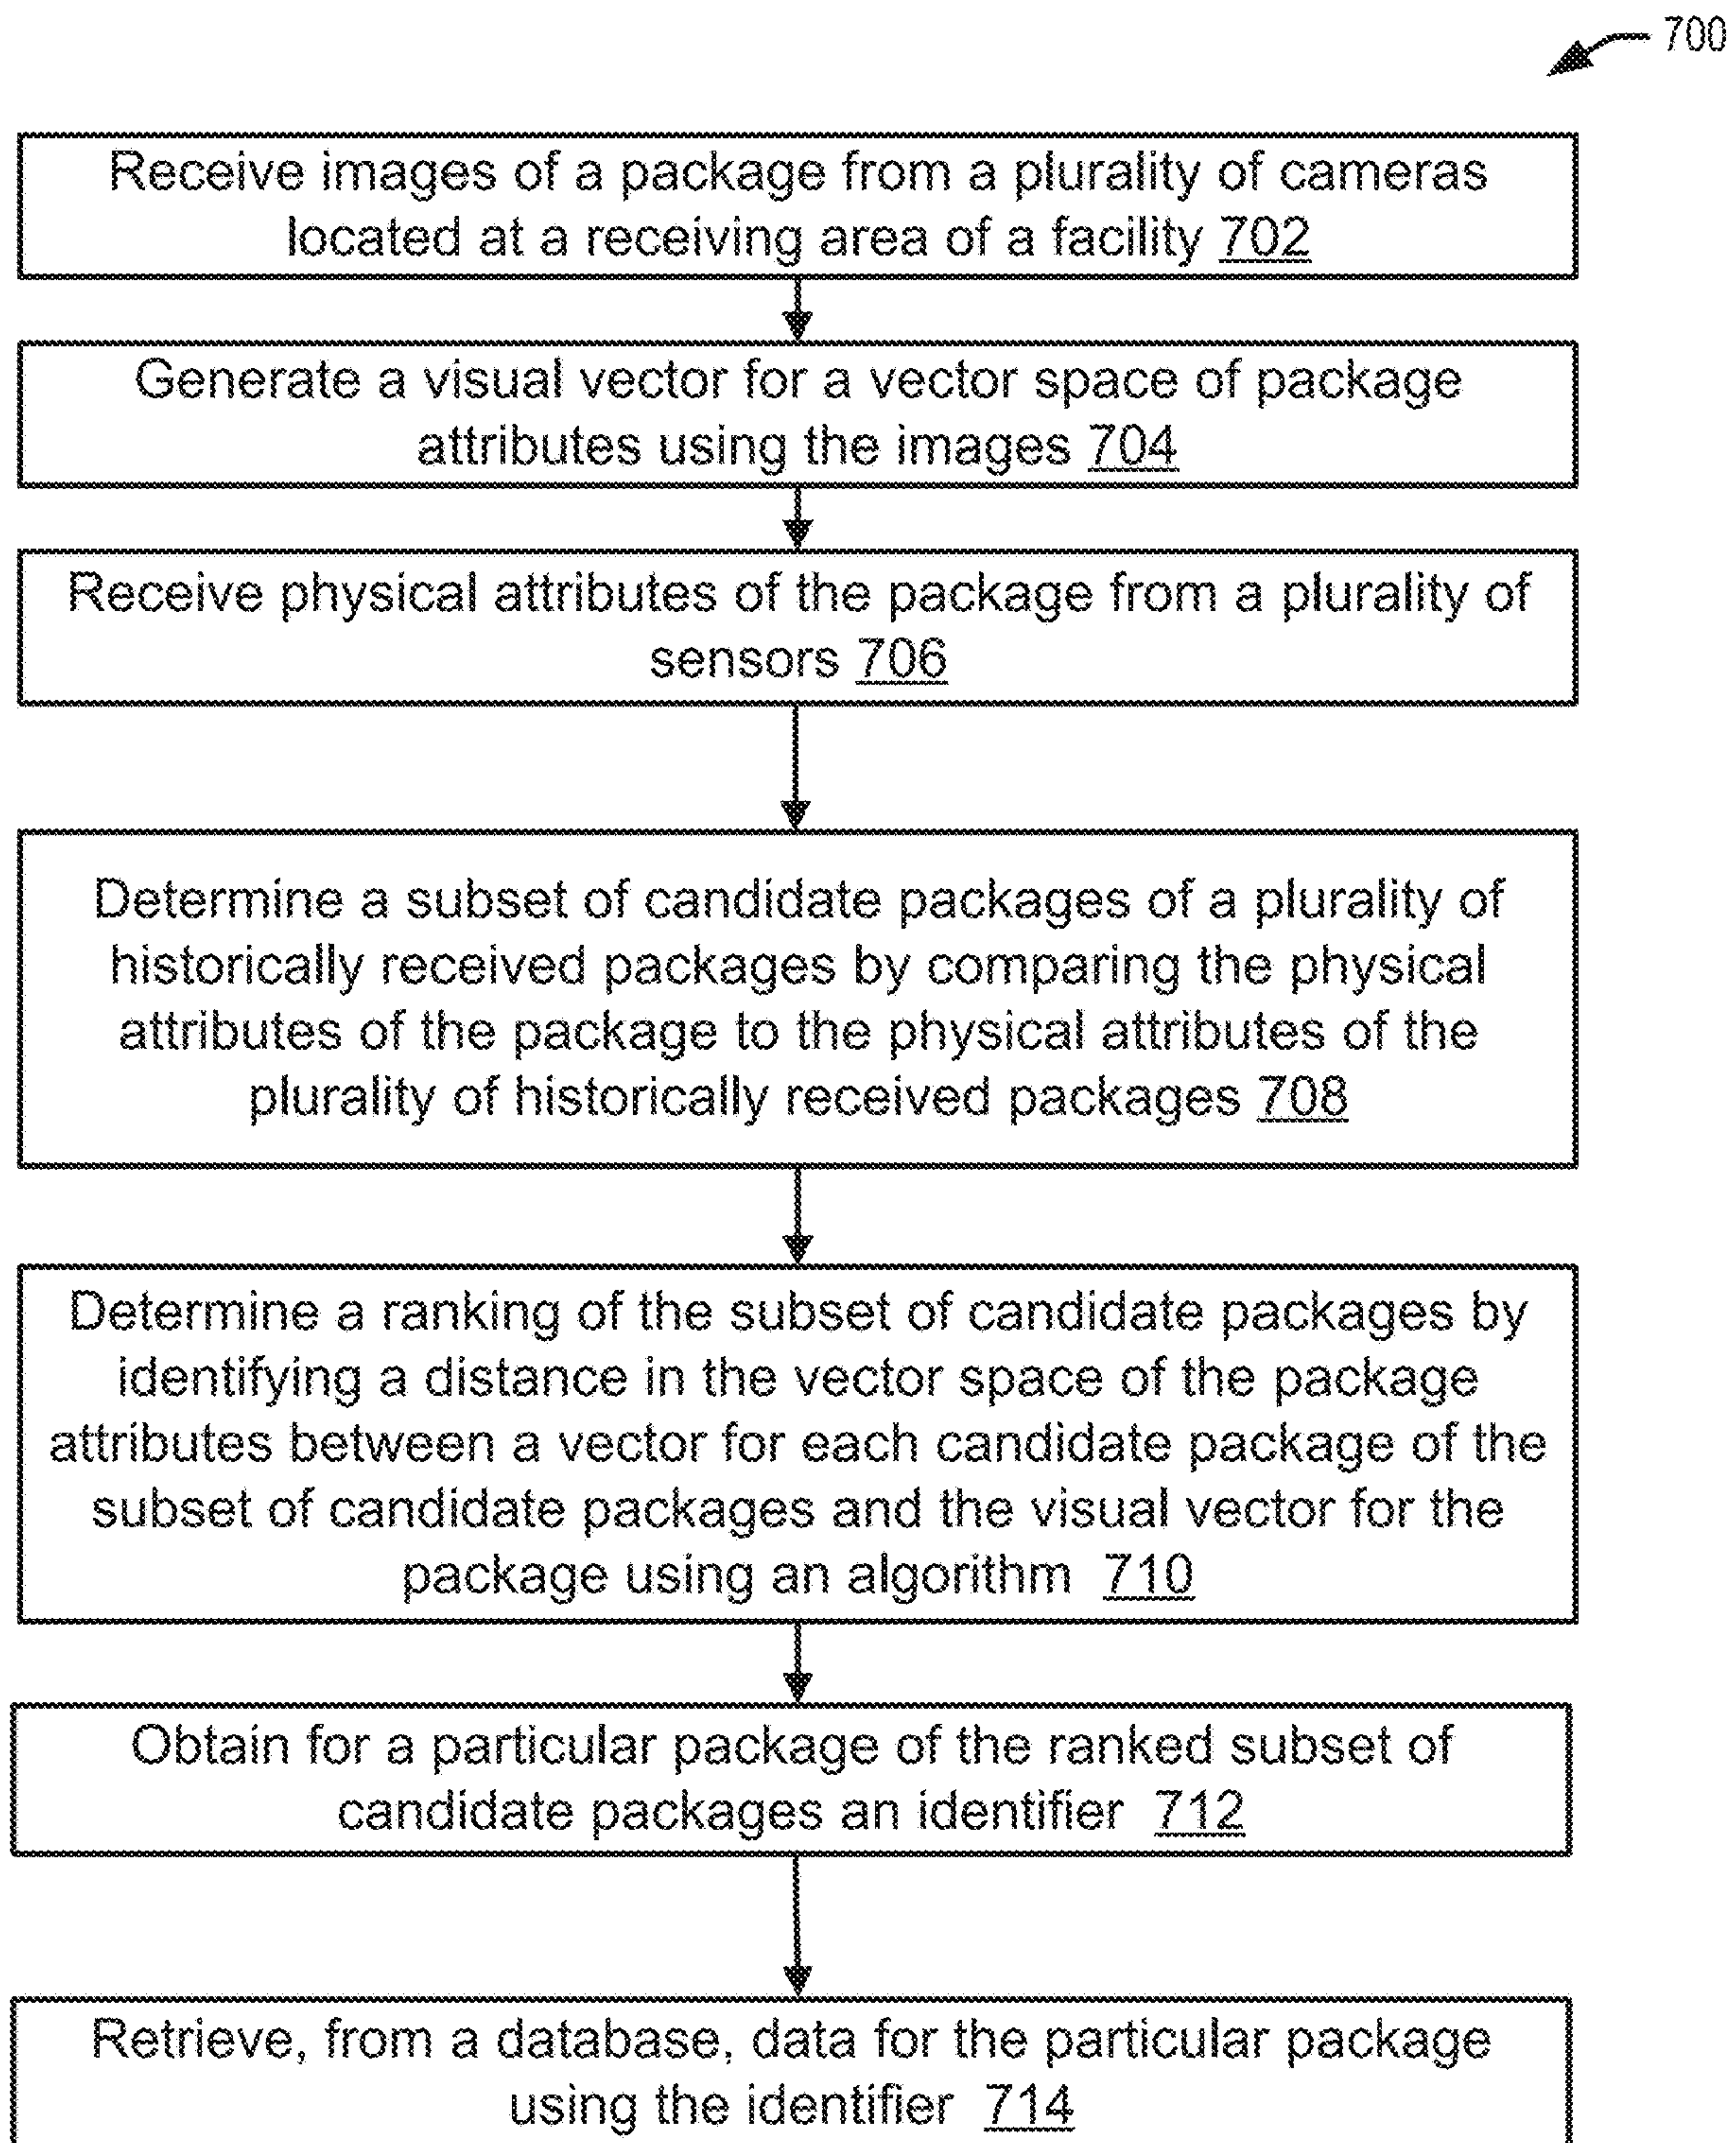 700
Receive images of a package from a plurality of cameras
located at a receiving area of a facility 702
Generate a visual vector for a vector space of package
attributes using the images 704
Receive physical attributes of the package from a plurality of
sensors 706
Determine a subset of candidate packages of a plurality of
historically received packages by comparing the physical
attributes of the package to the physical attributes of the
plurality of historically received packages 708
Determine a ranking of the subset of candidate packages by
identifying a distance in the vector space of the package
attributes between a vector for each candidate package of the
subset of candidate packages and the visual vector for the
package using an algorithm 710
Obtain for a particular package of the ranked subset of
candidate packages an identifier 712
Retrieve, from a database, data for the particular package
using the identifier 714